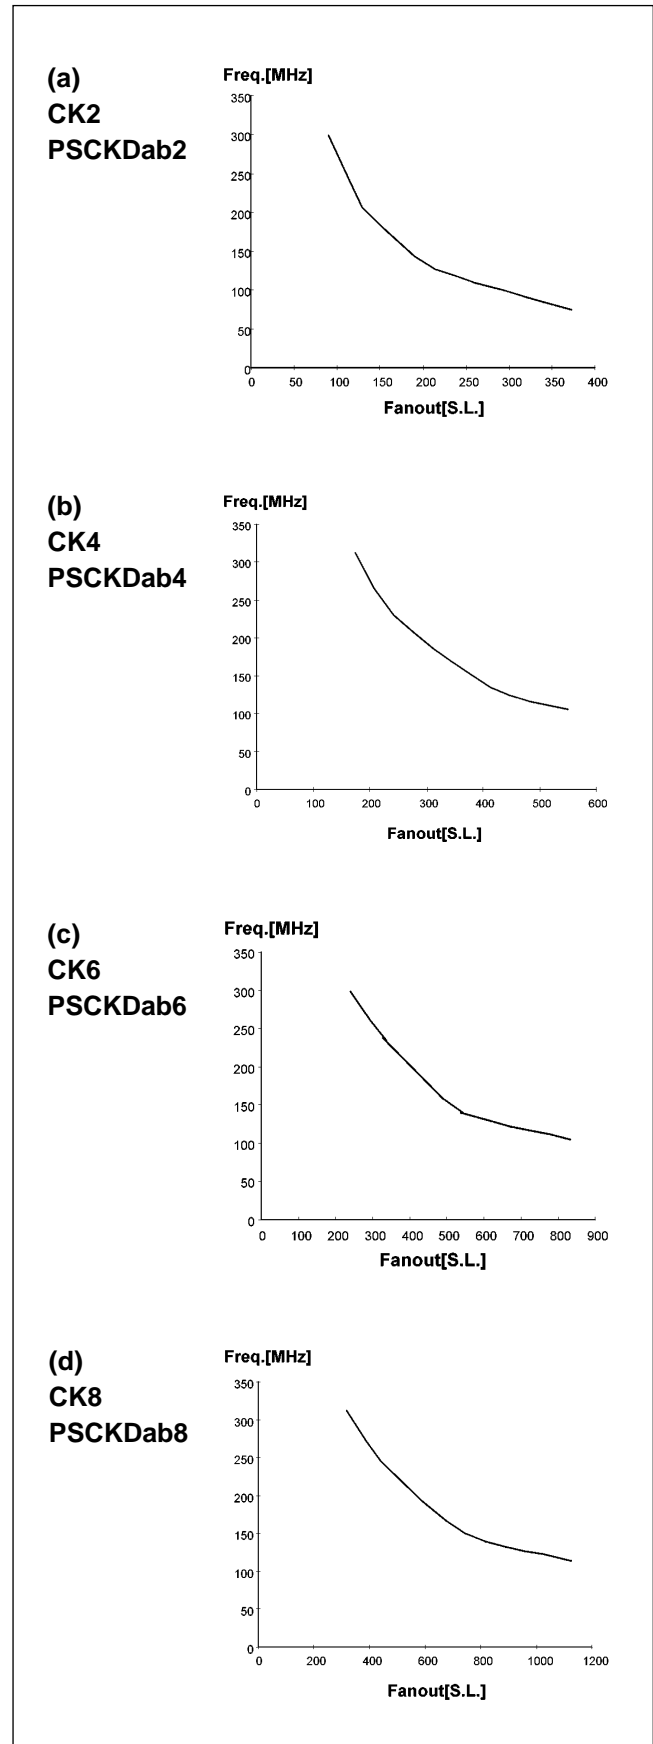 (a)
CK2
PSCKDab2
Freq.[MHz]
350
300
250
200
150
100
50
0
0 50 100 150 200 250 300 350 400
Fanout[S.L.]
(b)
CK4
PSCKDab4
Freq.[MHz]
350
300
250
200
150
100
50
0
0 100 200 300 400 500 600
Fanout[S.L.]
(c)
CK6
PSCKDab6
Freq.[MHz]
350
300
250
200
150
100
50
0
0 100 200 300 400 500 600 700 800 900
Fanout[S.L.]
(d)
CK8
PSCKDab8
Freq.[MHz]
350
300
250
200
150
100
50
0
0 200 400 600 800 1000 1200
Fanout[S.L.]